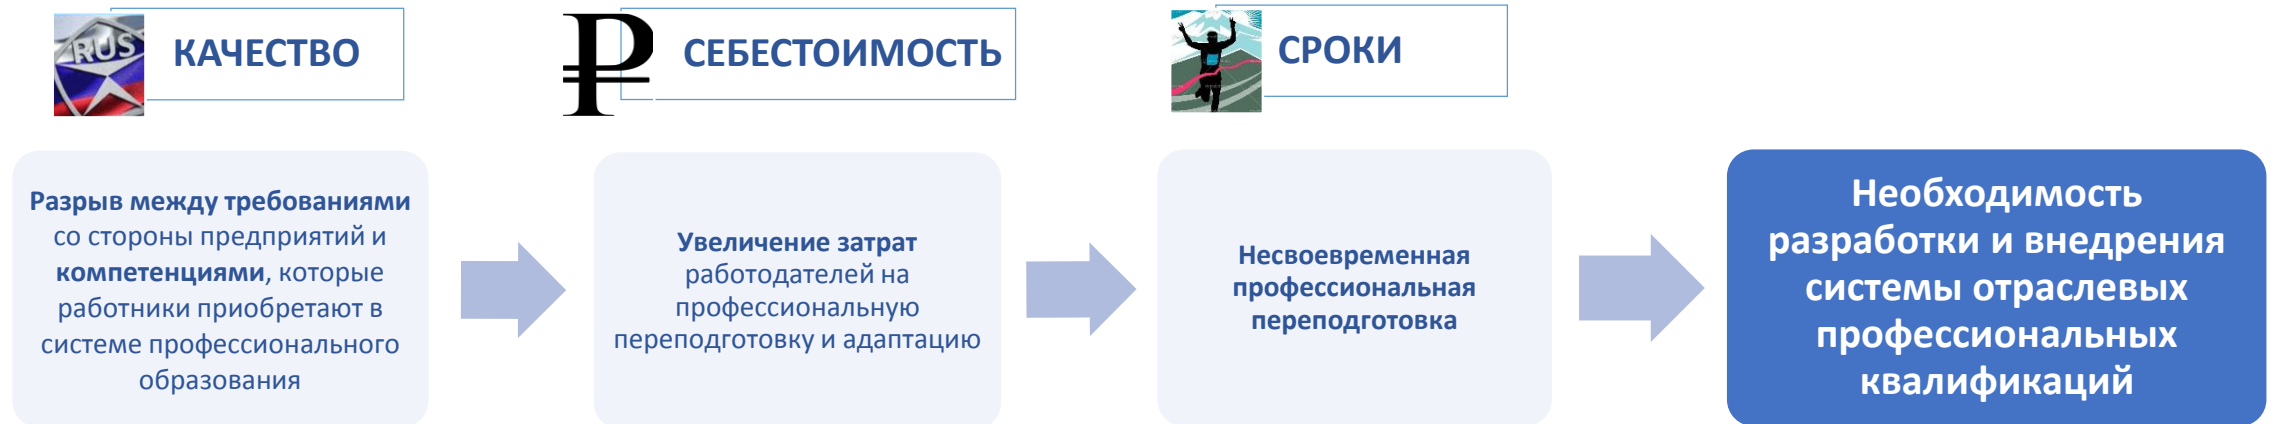 RUS
КАЧЕСТВО
СЕБЕСТОИМОСТЬ
СРОКИ
Разрыв между требованиями
со стороны предприятий и
компетенциями, которые
работники приобретают в
системе профессионального
образования
Увеличение затрат
работодателей на
профессиональную
переподготовку и адаптацию
Несвоевременная
профессиональная
переподготовка
Необходимость
разработки и внедрения
системы отраслевых
профессиональных
квалификаций